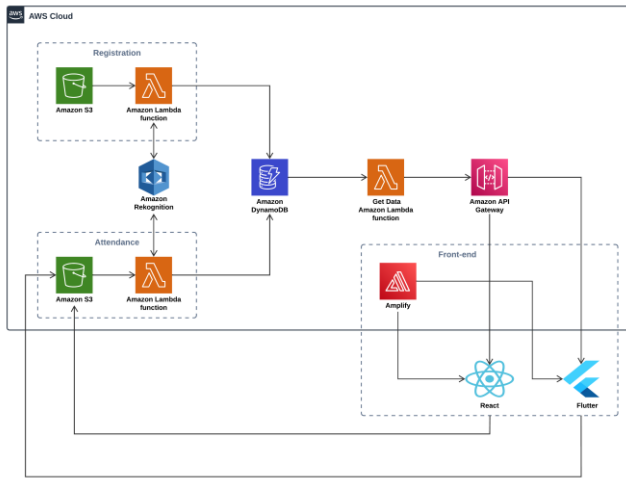 aws
AWS Cloud
Registration
Amazon S3
Amazon Lambda
function
Amazon
Rekognition
Amazon
DynamoDB
Get Data
Amazon Lambda
function
Amazon API
Gateway
Attendance
Amazon S3
Amazon Lambda
function
Front-end
Amplify
React
Flutter